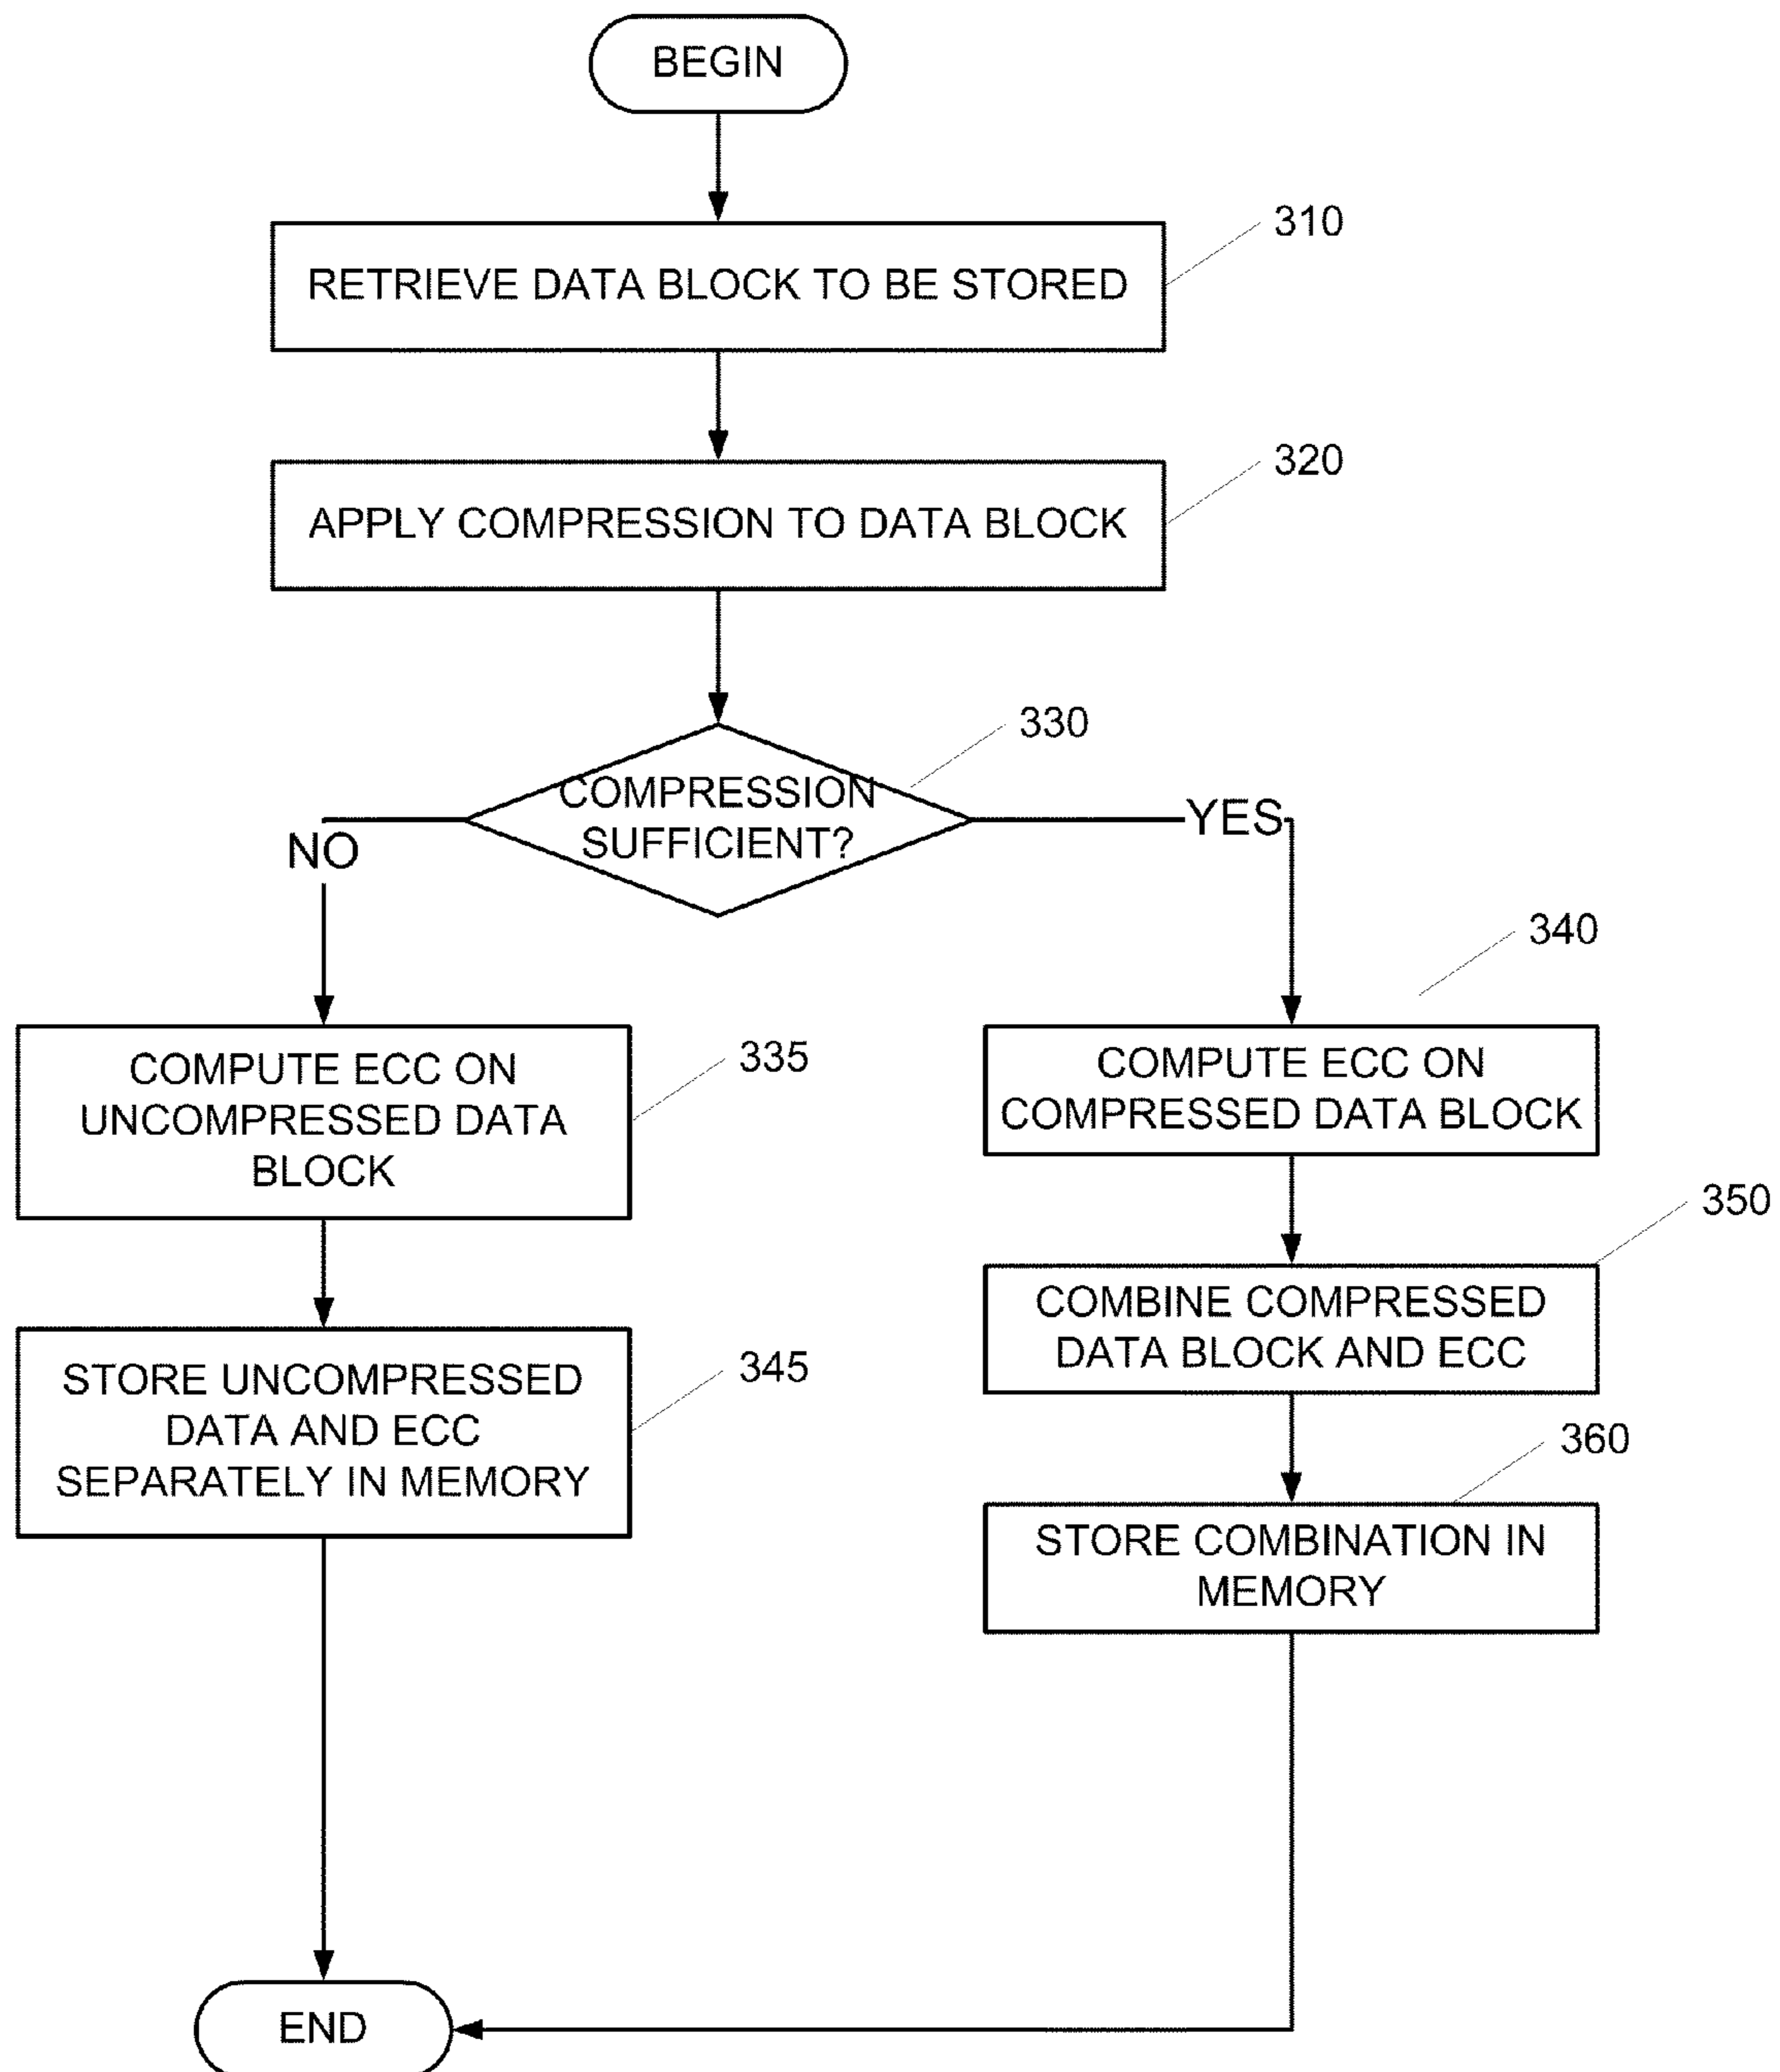 BEGIN
310
RETRIEVE DATA BLOCK TO BE STORED
320
APPLY COMPRESSION TO DATA BLOCK
330
COMPRESSION
SUFFICIENT?
NO
YES
340
335
COMPUTE ECC ON
UNCOMPRESSED DATA
BLOCK
COMPUTE ECC ON
COMPRESSED DATA BLOCK
350
345
STORE UNCOMPRESSED
DATA AND ECC
SEPARATELY IN MEMORY
COMBINE COMPRESSED
DATA BLOCK AND ECC
360
STORE COMBINATION IN
MEMORY
END